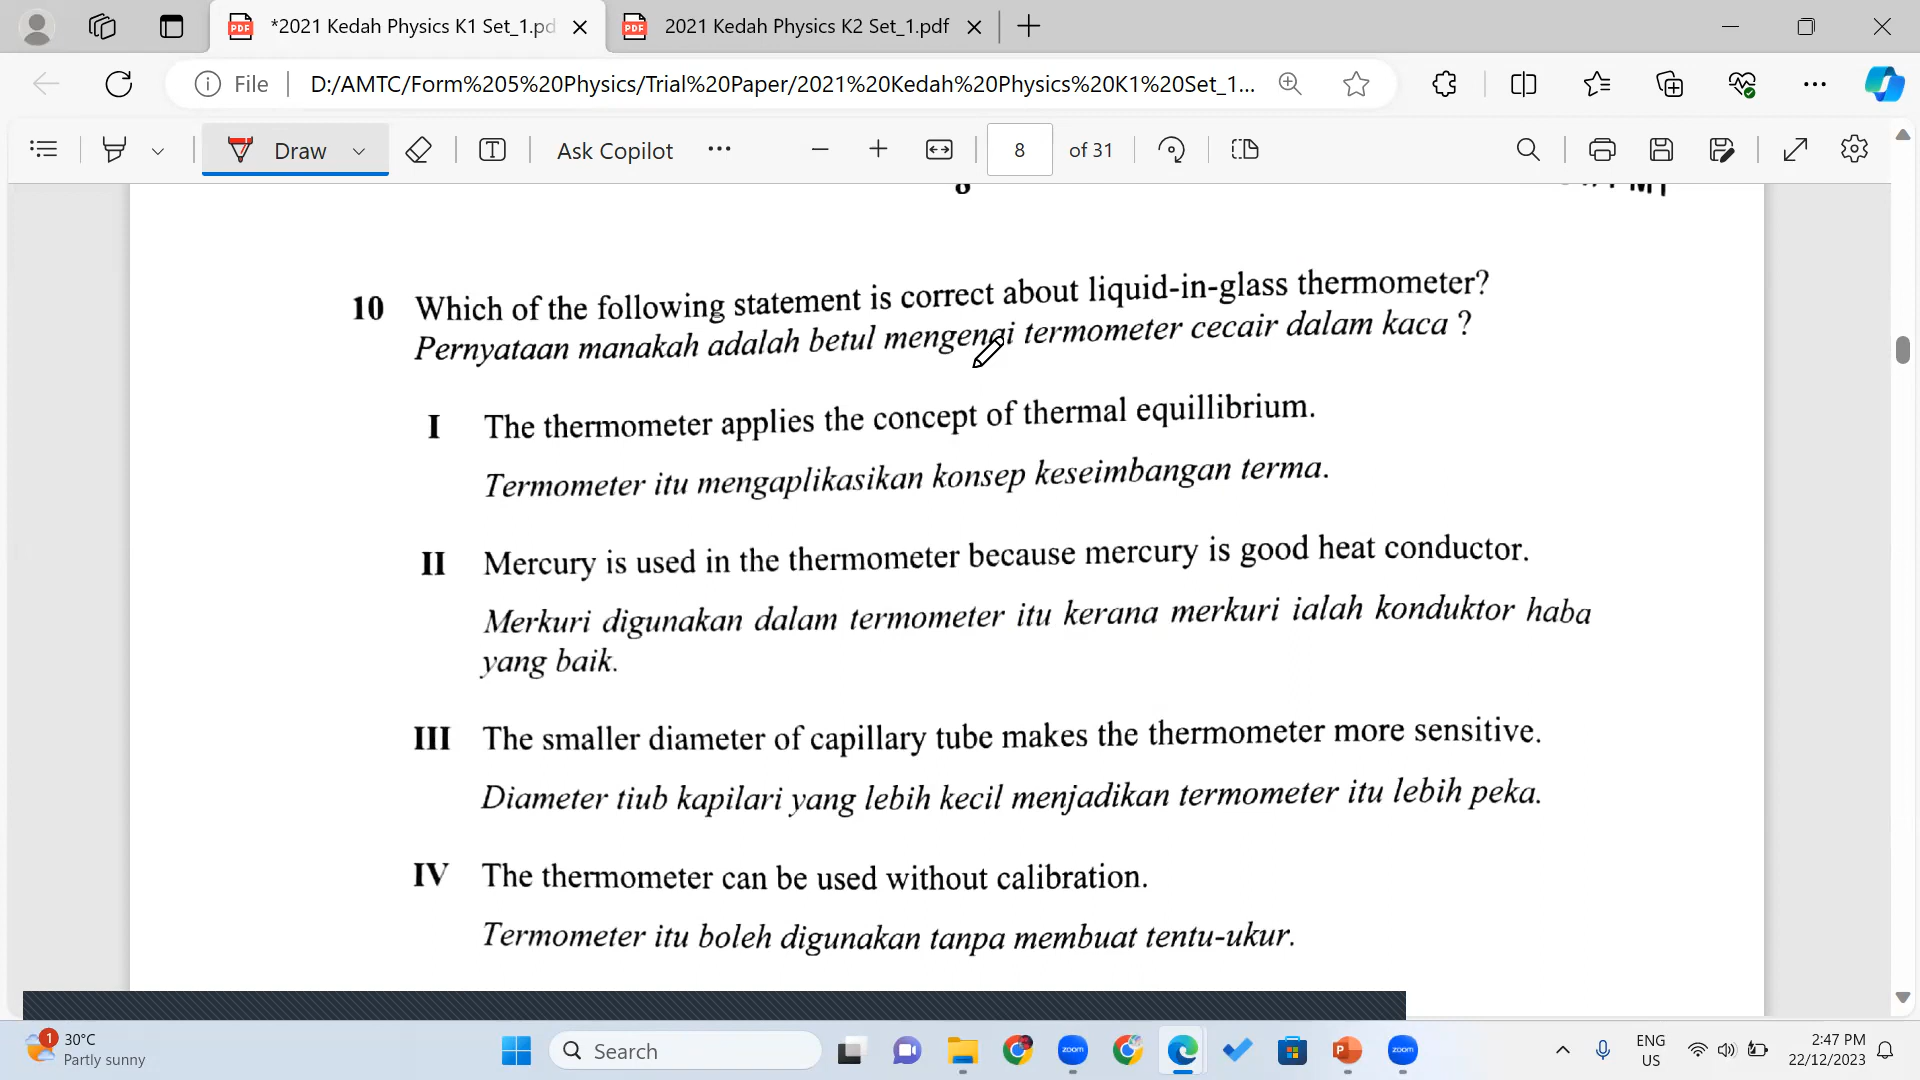 *2021 Kedah Physics K1 Set_1.pd
2021 Kedah Physics K2 Set_1.pdf
File
D:/AMTC/Form%205%20Physics/Trial%20Paper/2021%20Kedah%20Physics%20K1%20Set_1...
Draw
Ask Copilot
8
of 31
8
10 Which of the following statement is correct about liquid-in-glass thermometer?
Pernyataan manakah adalah betul mengenai termometer cecair dalam kaca ?
I The thermometer applies the concept of thermal equillibrium.
Termometer itu mengaplikasikan konsep keseimbangan terma.
II Mercury is used in the thermometer because mercury is good heat conductor.
Merkuri digunakan dalam termometer itu kerana merkuri ialah konduktor haba
yang baik.
III The smaller diameter of capillary tube makes the thermometer more sensitive.
Diameter tiub kapilari yang lebih kecil menjadikan termometer itu lebih peka.
IV The thermometer can be used without calibration.
Termometer itu boleh digunakan tanpa membuat tentu-ukur.
1
30°C
Partly sunny
Search
zoom
zoom
ENG
US
2:47 PM
22/12/2023